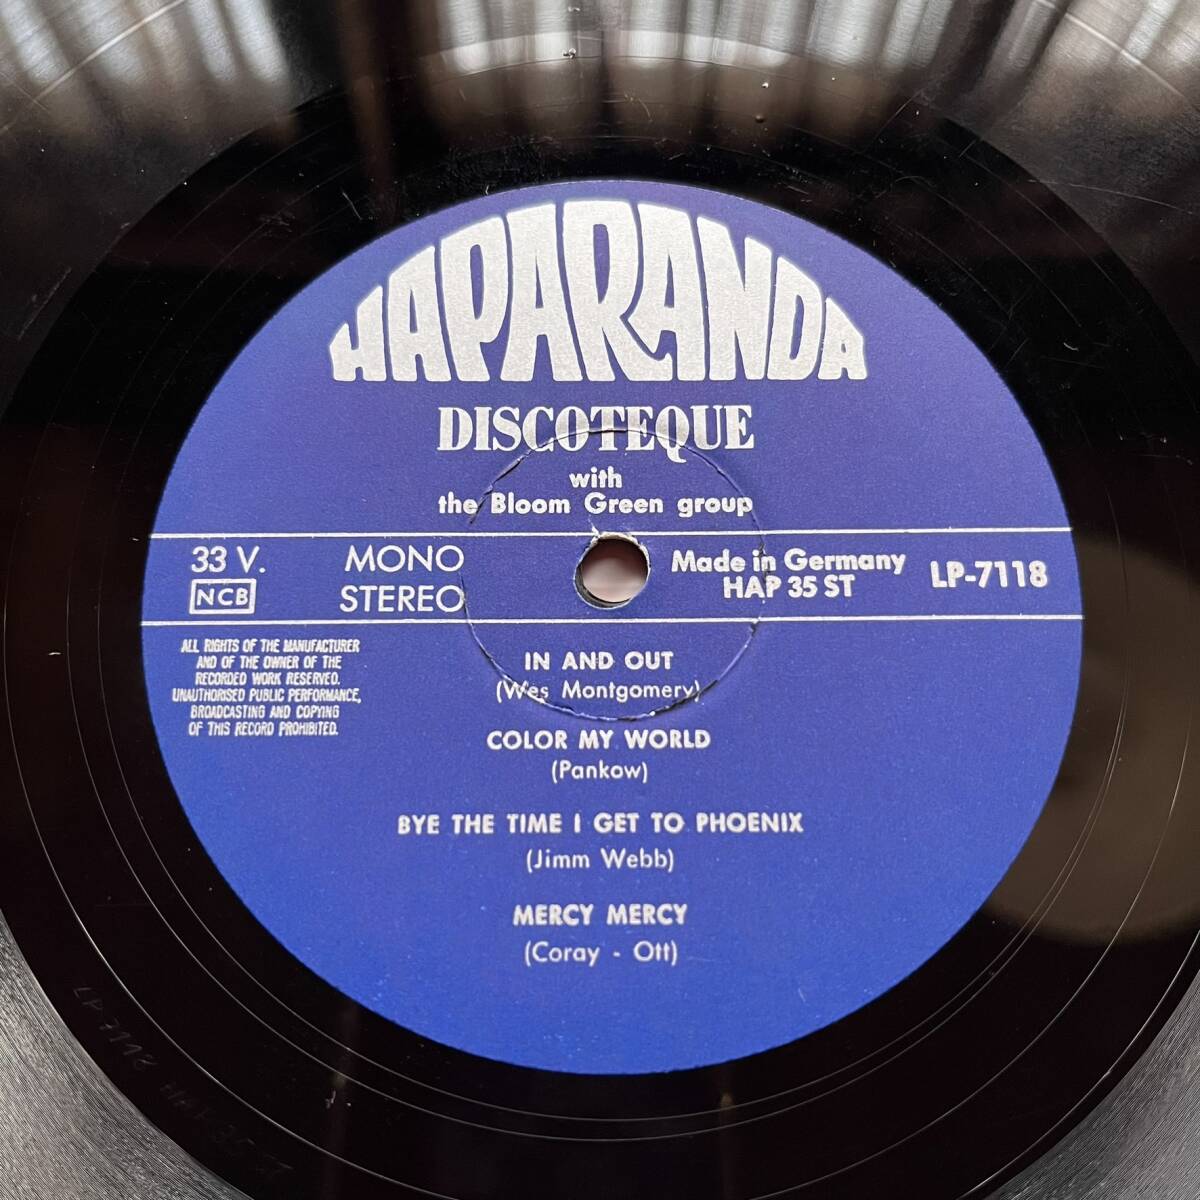 HAPARANDA
DISCOTEQUE
with
the Bloom Green group
33 V.
NCB
MONO
STEREO
Made in Germany
HAP 35 ST
LP-7118
ALL RIGHTS OF THE MANUFACTURER
AND OF THE OWNER OF THE
RECORDED WORK RESERVED.
UNAUTHORISED PUBLIC PERFORMANCE,
BROADCASTING AND COPYING
OF THIS RECORD PROHIBITED.
IN AND OUT
(Wes Montgomery)
COLOR MY WORLD
(Pankow)
BYE THE TIME I GET TO PHOENIX
(Jimm Webb)
MERCY MERCY
(Coray - Ott)
LP 7118